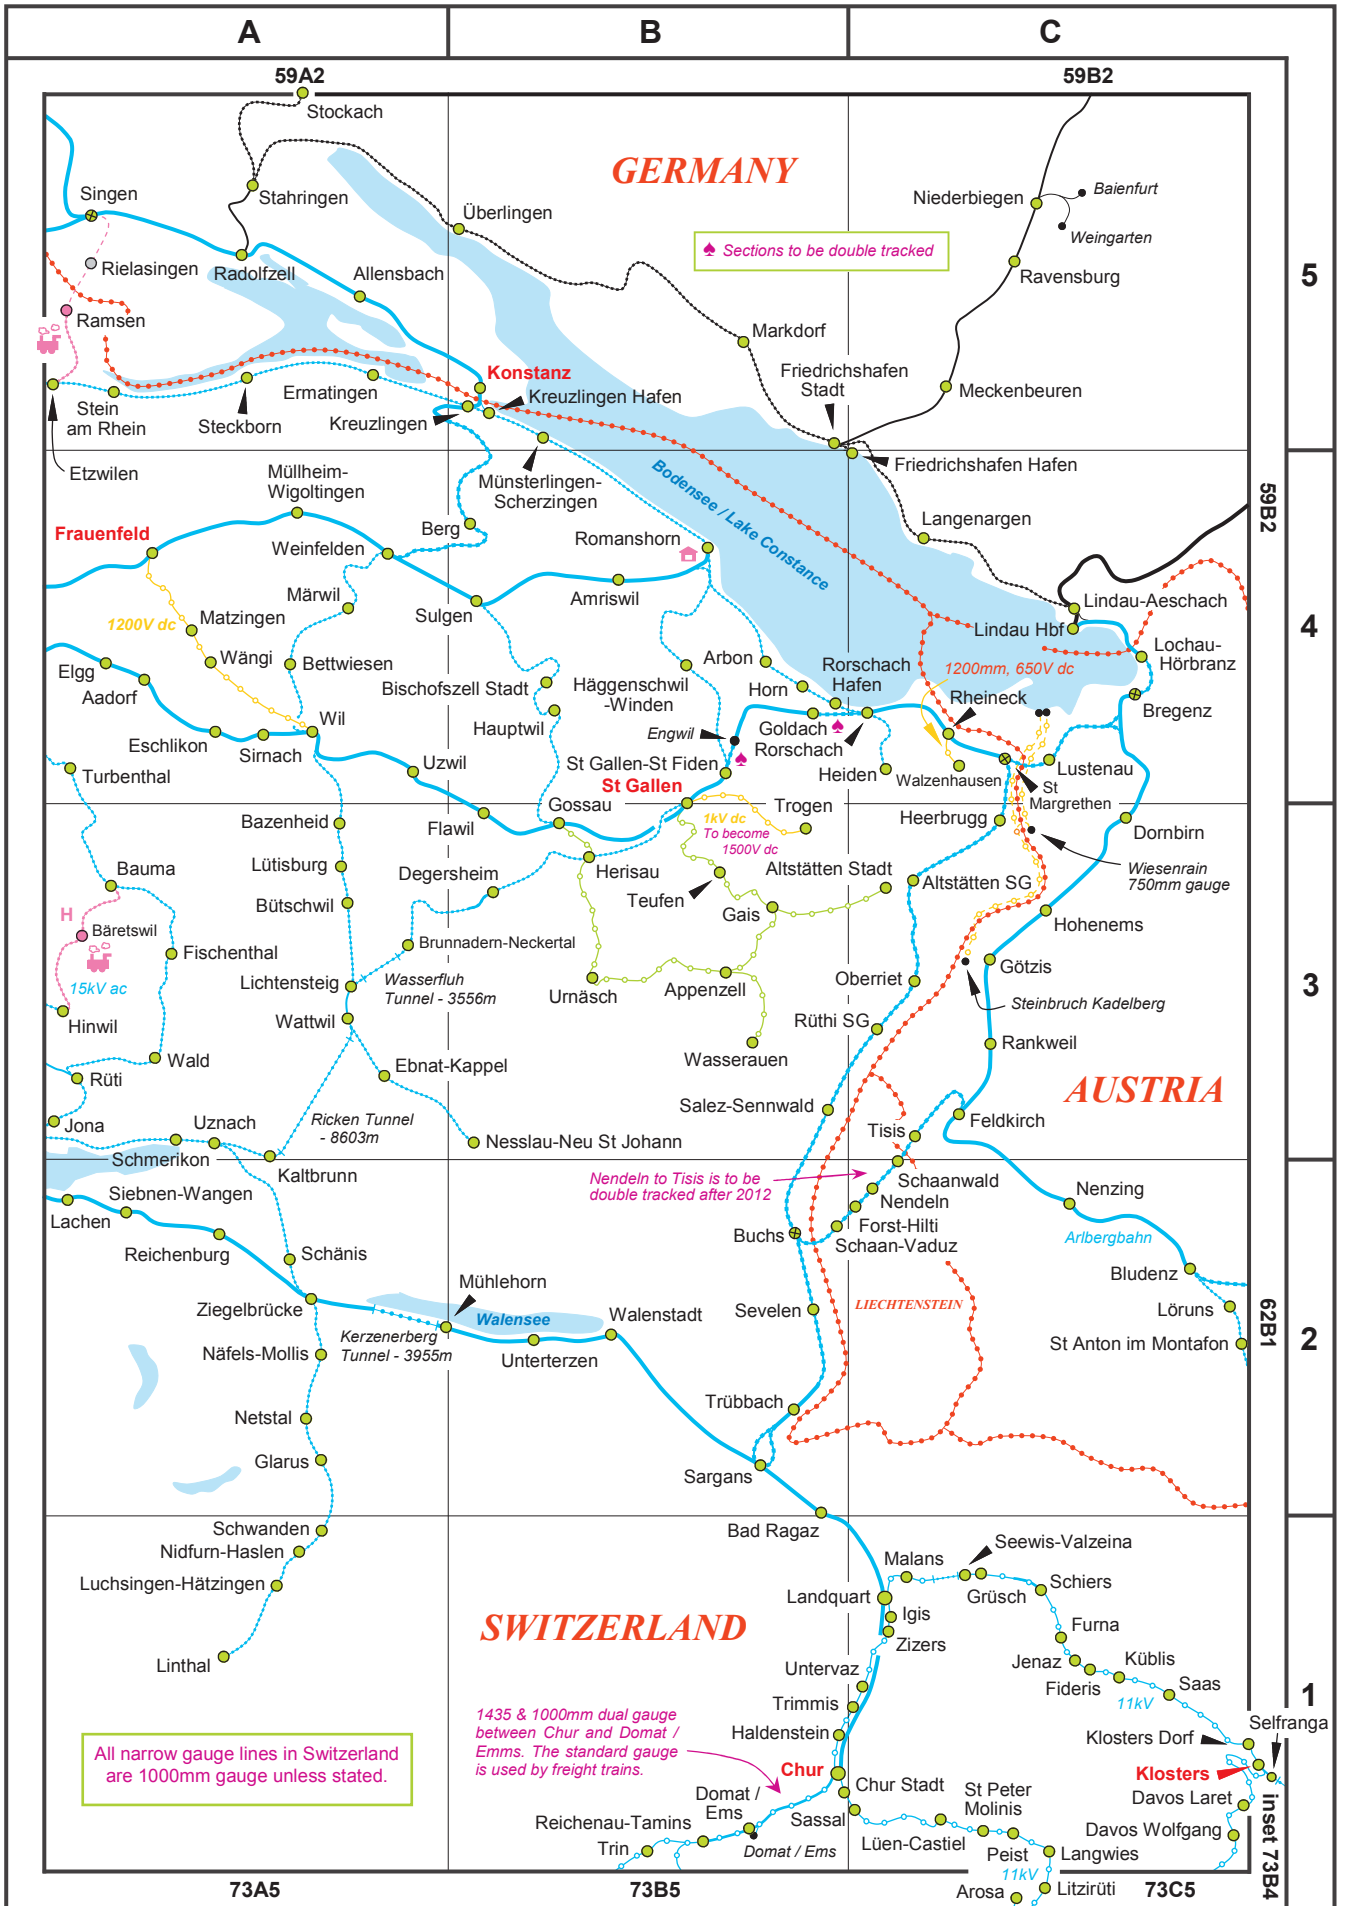 A
B
C
59A2
59B2
Stockach
GERMANY
Singen
Stahringen
Überlingen
Niederbiegen
Baienfurt
Weingarten
♠ Sections to be double tracked
Rielasingen
Radolfzell
Allensbach
Ravensburg
5
Ramsen
Markdorf
Konstanz
Friedrichshafen
Stadt
Meckenbeuren
Ermatingen
Kreuzlingen Hafen
Stein
am Rhein
Steckborn
Kreuzlingen
Etzwilen
Müllheim-
Wigoltingen
Münsterlingen-
Scherzingen
Bodensee / Lake Constance
Friedrichshafen Hafen
59B2
Frauenfeld
Berg
Langenargen
Weinfelden
Romanshorn
Märwil
Amriswil
Lindau-Aeschach
1200V dc
Matzingen
Sulgen
Lindau Hbf
4
Elgg
Wängi
Bettwiesen
Arbon
Lochau-
Hörbranz
Aadorf
Bischofszell Stadt
Häggenschwil
-Winden
Rorschach
Hafen
1200mm, 650V dc
Horn
Rheineck
Wil
Hauptwil
Engwil
Goldach
Bregenz
Eschlikon
Sirnach
Rorschach
Turbenthal
Uzwil
St Gallen-St Fiden
Heiden
Walzenhausen
Lustenau
St Gallen
St
Margrethen
Bazenheid
Flawil
Gossau
1kV dc
To become
1500V dc
Trogen
Heerbrugg
Dornbirn
Lütisburg
Bauma
Degersheim
Herisau
Altstätten Stadt
Altstätten SG
Wiesenrain
750mm gauge
H
Bütschwil
Teufen
Gais
Hohenems
Bäretswil
Fischenthal
Brunnadern-Neckertal
15kV ac
Lichtensteig
Wasserfluh
Tunnel - 3556m
Urnäsch
Appenzell
Oberriet
Götzis
3
Steinbruch Kadelberg
Hinwil
Wattwil
Rüthi SG
Wald
Ebnat-Kappel
Wasserauen
Rankweil
Rüti
AUSTRIA
Jona
Uznach
Ricken Tunnel
- 8603m
Salez-Sennwald
Feldkirch
Nesslau-Neu St Johann
Tisis
Schmerikon
Kaltbrunn
Nendeln to Tisis is to be
double tracked after 2012
Schaanwald
Siebnen-Wangen
Nendeln
Nenzing
Lachen
Forst-Hilti
Buchs
Schaan-Vaduz
Arlbergbahn
Reichenburg
Schänis
Bludenz
Mühlehorn
Ziegelbrücke
Walensee
Walenstadt
Sevelen
LIECHTENSTEIN
Löruns
62B1
Kerzenerberg
Tunnel - 3955m
Unterterzen
St Anton im Montafon
2
Näfels-Mollis
Netstal
Trübbach
Glarus
Sargans
Schwanden
Bad Ragaz
Nidfurn-Haslen
Malans
Seewis-Valzeina
Luchsingen-Hätzingen
Landquart
Grüsch
Schiers
SWITZERLAND
Igis
Furna
Zizers
Linthal
Untervaz
Jenaz
Küblis
Fideris
Saas
Trimmis
11kV
1
1435 & 1000mm dual gauge
between Chur and Domat /
Emms. The standard gauge
is used by freight trains.
Haldenstein
Selfranga
Klosters Dorf
All narrow gauge lines in Switzerland
are 1000mm gauge unless stated.
Chur
Klosters
Chur Stadt
Domat /
Ems
St Peter
Molinis
Davos Laret
Sassal
Reichenau-Tamins
Davos Wolfgang
Trin
Domat / Ems
Lüen-Castiel
Peist
Langwies
inset 73B4
11kV
73A5
73B5
Arosa
Litzirüti
73C5